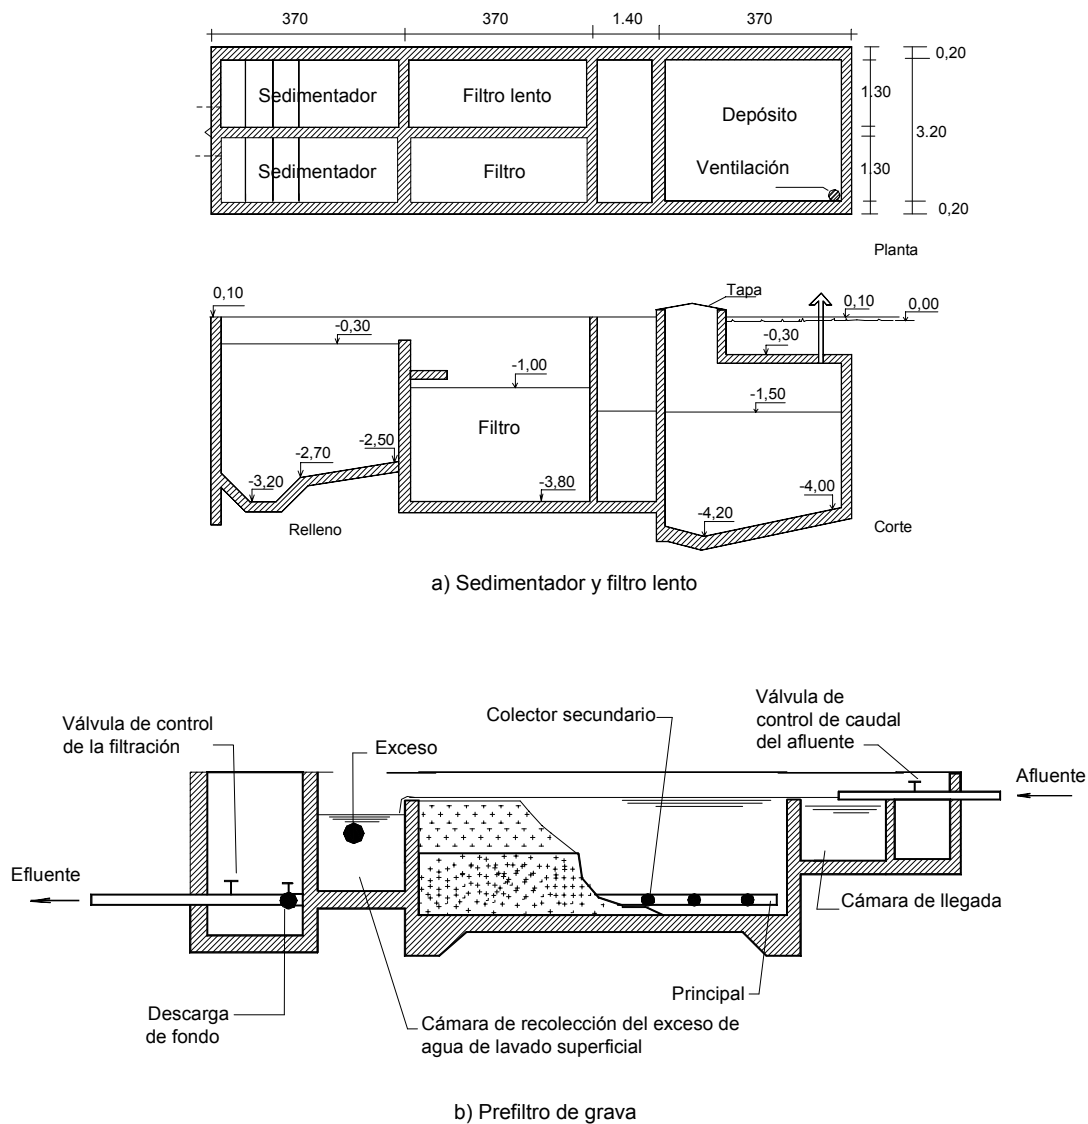 370 370 1.40 370
0,20
Sedimentador Filtro lento 1.30
Depósito
3.20
Sedimentador Filtro Ventilación 1.30
0,20
Planta
Tapa
0,10 0,10 0,00
-0,30 -0,30
-1,00
-1,50
Filtro
-2,50
-2,70
-3,20 -3,80 -4,00
-4,20
Relleno Corte
a) Sedimentador y filtro lento
Válvula de control
de la filtración
Exceso
Colector secundario
Válvula de
control de caudal
del afluente
Afluente
Efluente
Cámara de llegada
Principal
Descarga
de fondo
Cámara de recolección del exceso de
agua de lavado superficial
b) Prefiltro de grava